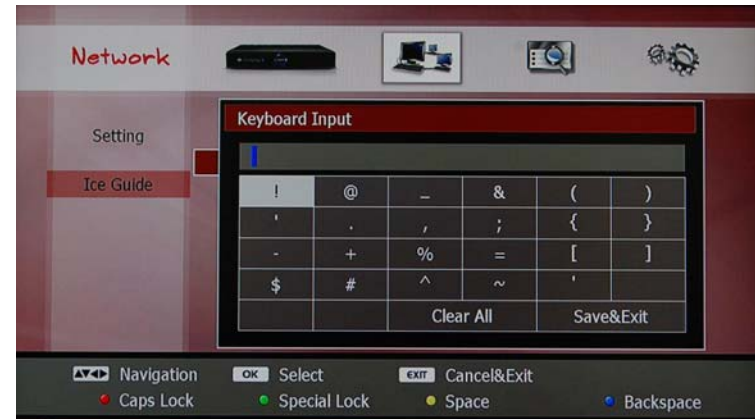 Network
Keyboard Input
Setting
Ice Guide
! @ _ & ( )
' . , ; { }
- + % = [ ]
$ # ^ ~ '
Clear All Save&Exit
Navigation OK Select EXIT Cancel&Exit
Caps Lock Special Lock Space Backspace